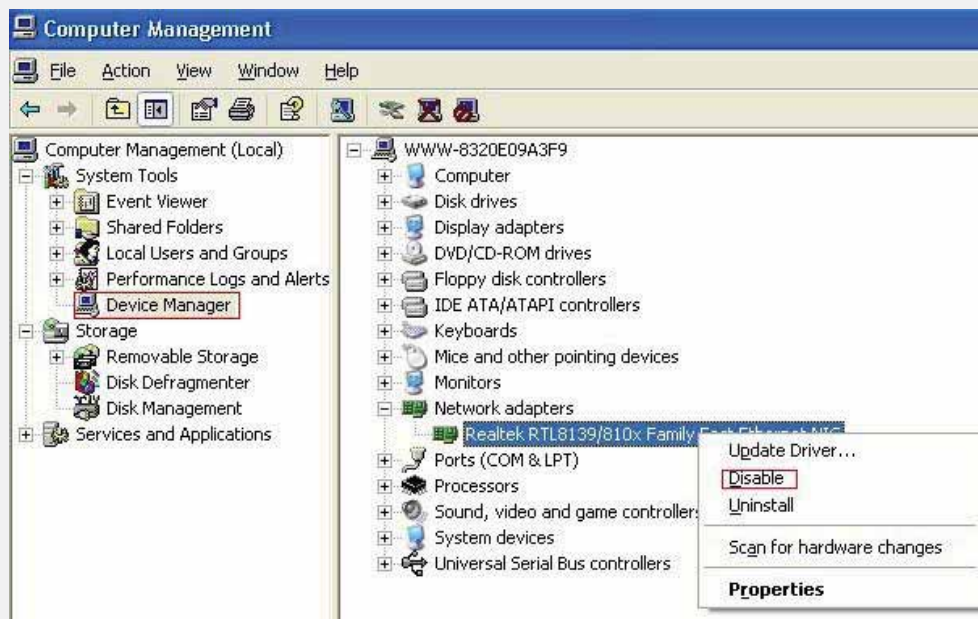 Computer Management
File Action View Window Help
Computer Management (Local)
System Tools
Event Viewer
Shared Folders
Local Users and Groups
Performance Logs and Alerts
Device Manager
Storage
Removable Storage
Disk Defragmenter
Disk Management
Services and Applications
WWW-8320E09A3F9
Computer
Disk drives
Display adapters
DVD/CD-ROM drives
Floppy disk controllers
IDE ATA/ATAPI controllers
Keyboards
Mice and other pointing devices
Monitors
Network adapters
Realtek RTL8139/810x Family Fast Ethernet NIC
Ports (COM & LPT)
Processors
Sound, video and game controllers
System devices
Universal Serial Bus controllers
Update Driver...
Disable
Uninstall
Scan for hardware changes
Properties